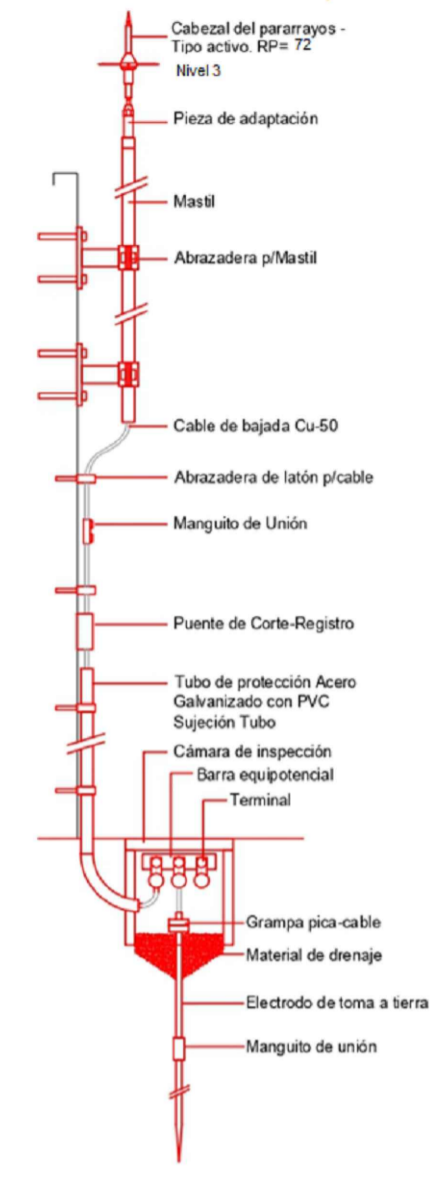 Cabezal del pararrayos -
Tipo activo. RP= 72
Nivel 3
Pieza de adaptación
Mastil
Abrazadera p/Mastil
Cable de bajada Cu-50
Abrazadera de latón p/cable
Manguito de Unión
Puente de Corte-Registro
Tubo de protección Acero
Galvanizado con PVC
Sujeción Tubo
Cámara de inspección
Barra equipotencial
Terminal
Grampa pica-cable
Material de drenaje
Electrodo de toma a tierra
Manguito de unión